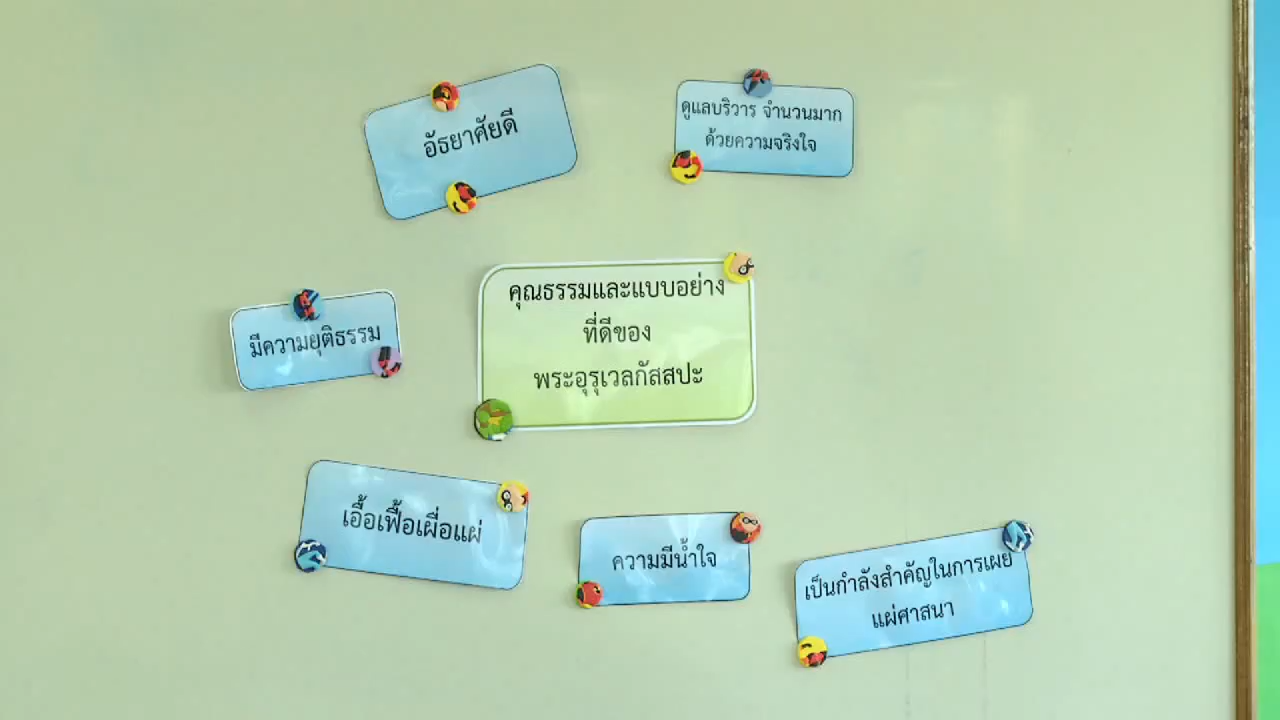 อัธยาศัยดี
ดูแลบริวาร จำนวนมาก
ด้วยความจริงใจ
คุณธรรมและแบบอย่าง
ที่ดีของ
พระอุรุเวลกัสสปะ
มีความยุติธรรม
เอื้อเฟื้อเผื่อแผ่
ความมีน้ำใจ
เป็นกำลังสำคัญในการเผย
แผ่ศาสนา